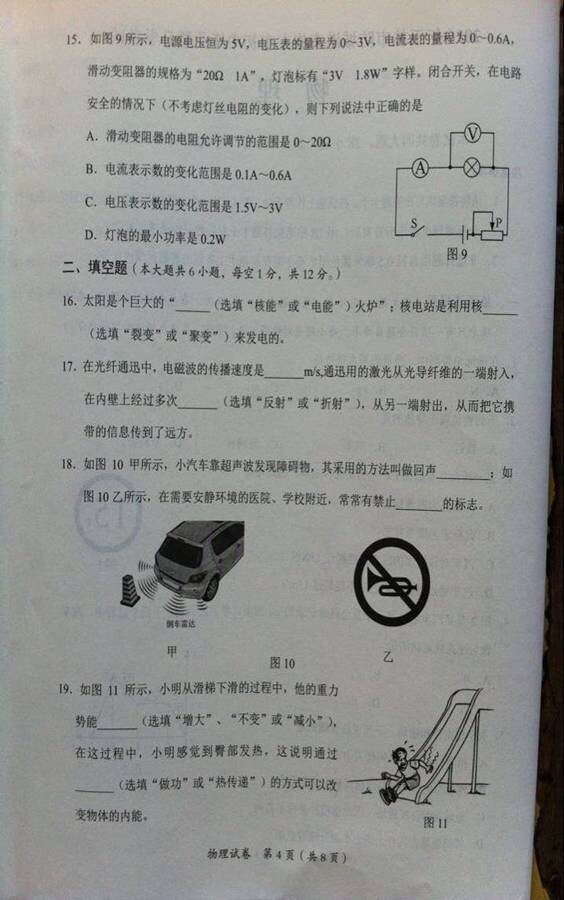 15. 如图9所示，电源电压恒为5V，电压表的量程为0～3V，电流表的量程为0～0.6A，
滑动变阻器的规格为“20Ω 1A”，灯泡标有“3V 1.8W”字样。闭合开关，在电路
安全的情况下（不考虑灯丝电阻的变化），则下列说法中正确的是
A．滑动变阻器的电阻允许调节的范围是0～20Ω
B．电流表示数的变化范围是0.1A～0.6A
C．电压表示数的变化范围是1.5V～3V
D．灯泡的最小功率是0.2W
V
A
S
P
图9
二、填空题（本大题共6小题，每空1分，共12分。）
16. 太阳是个巨大的“______（选填“核能”或“电能”）火炉”；核电站是利用核______
（选填“裂变”或“聚变”）来发电的。
17. 在光纤通迅中，电磁波的传播速度是______m/s,通迅用的激光从光导纤维的一端射入，
在内壁上经过多次______（选填“反射”或“折射”），从另一端射出，从而把它携
带的信息传到了远方。
18. 如图 10 甲所示，小汽车靠超声波发现障碍物，其采用的方法叫做回声________；如
图10乙所示，在需要安静环境的医院、学校附近，常常有禁止_______的标志。
倒车雷达
甲
乙
图10
19. 如图 11 所示，小明从滑梯下滑的过程中，他的重力
势能______（选填“增大”、“不变”或“减小”），
在这过程中，小明感觉到臀部发热，这说明通过
______（选填“做功”或“热传递”）的方式可以改
变物体的内能。
图11
物理试卷 第4页（共8页）